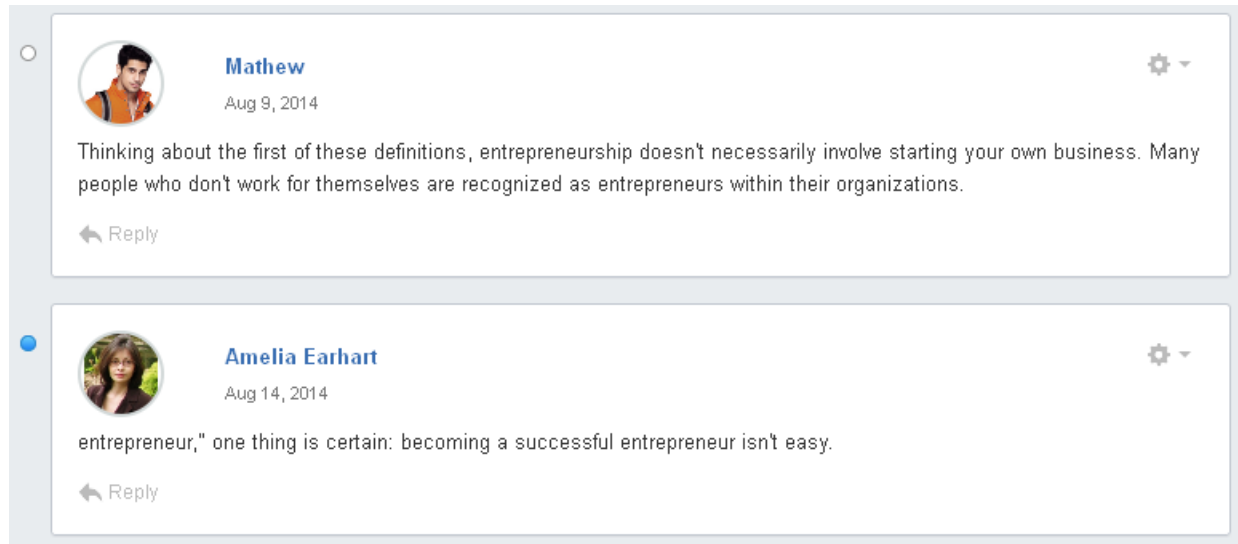 Mathew
Aug 9, 2014
Thinking about the first of these definitions, entrepreneurship doesn't necessarily involve starting your own business. Many
people who don't work for themselves are recognized as entrepreneurs within their organizations.
Reply
Amelia Earhart
Aug 14, 2014
entrepreneur," one thing is certain: becoming a successful entrepreneur isn't easy.
Reply